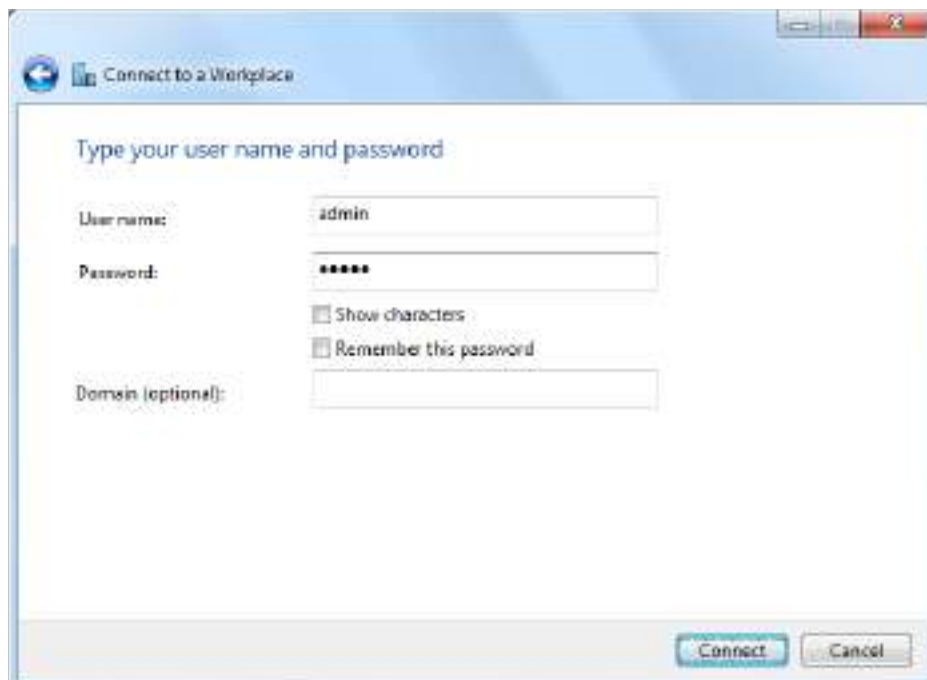 Connect to a Workplace
Type your user name and password
User name: admin
Password: •••••
Show characters
Remember this password
Domain (optional):
Connect Cancel